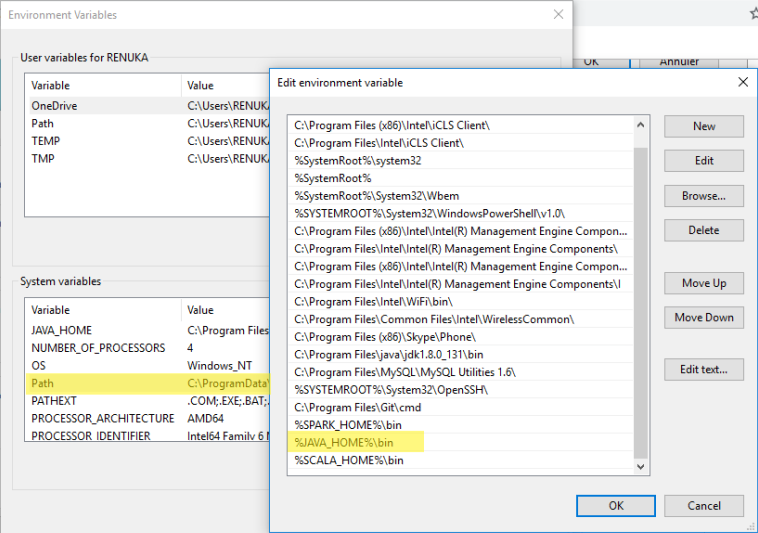 Environment Variables
User variables for RENUKA
Variable Value
OneDrive C:\Users\RENUKA
Path C:\Users\RENUKA
TEMP C:\Users\RENUKA
TMP C:\Users\RENUKA
System variables
Variable Value
JAVA_HOME C:\Program Files
NUMBER_OF_PROCESSORS 4
OS Windows_NT
Path C:\ProgramData\
PATHEXT .COM;.EXE;.BAT;
PROCESSOR_ARCHITECTURE AMD64
PROCESSOR_IDENTIFIER Intel64 Family 6
OK Annuler
Edit environment variable
C:\Program Files (x86)\Intel\iCLS Client\
C:\Program Files\Intel\iCLS Client\
%SystemRoot%\system32
%SystemRoot%
%SystemRoot%\System32\Wbem
%SYSTEMROOT%\System32\WindowsPowerShell\v1.0\
C:\Program Files (x86)\Intel\Intel(R) Management Engine Compon...
C:\Program Files\Intel\Intel(R) Management Engine Components\
C:\Program Files (x86)\Intel\Intel(R) Management Engine Compon...
C:\Program Files\Intel\Intel(R) Management Engine Components\I
C:\Program Files\Intel\WiFi\bin\
C:\Program Files\Common Files\Intel\WirelessCommon\
C:\Program Files (x86)\Skype\Phone\
C:\Program Files\java\jdk1.8.0_131\bin
C:\Program Files\MySQL\MySQL Utilities 1.6\
%SYSTEMROOT%\System32\OpenSSH\
C:\Program Files\Git\cmd
%SPARK_HOME%\bin
%JAVA_HOME%\bin
%SCALA_HOME%\bin
New
Edit
Browse...
Delete
Move Up
Move Down
Edit text...
OK Cancel